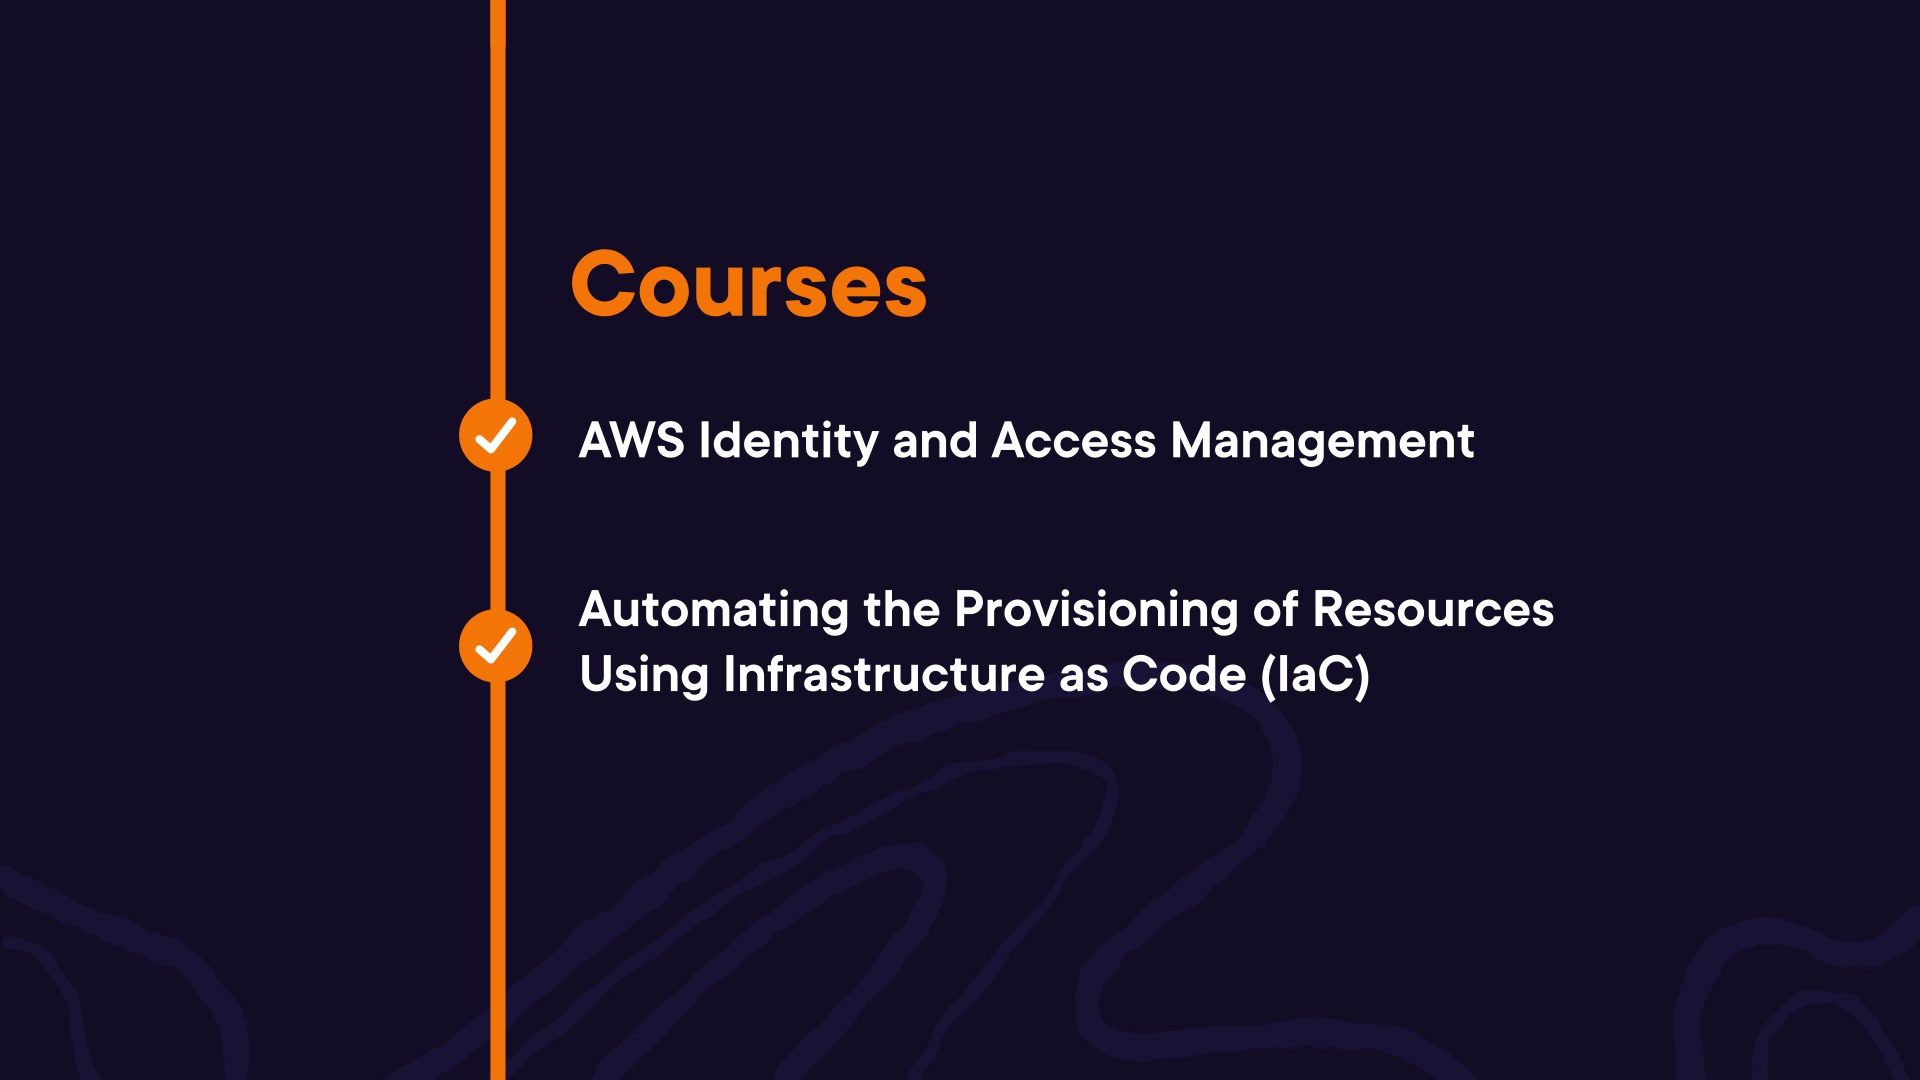 Courses
AWS Identity and Access Management
Automating the Provisioning of Resources
Using Infrastructure as Code (IaC)